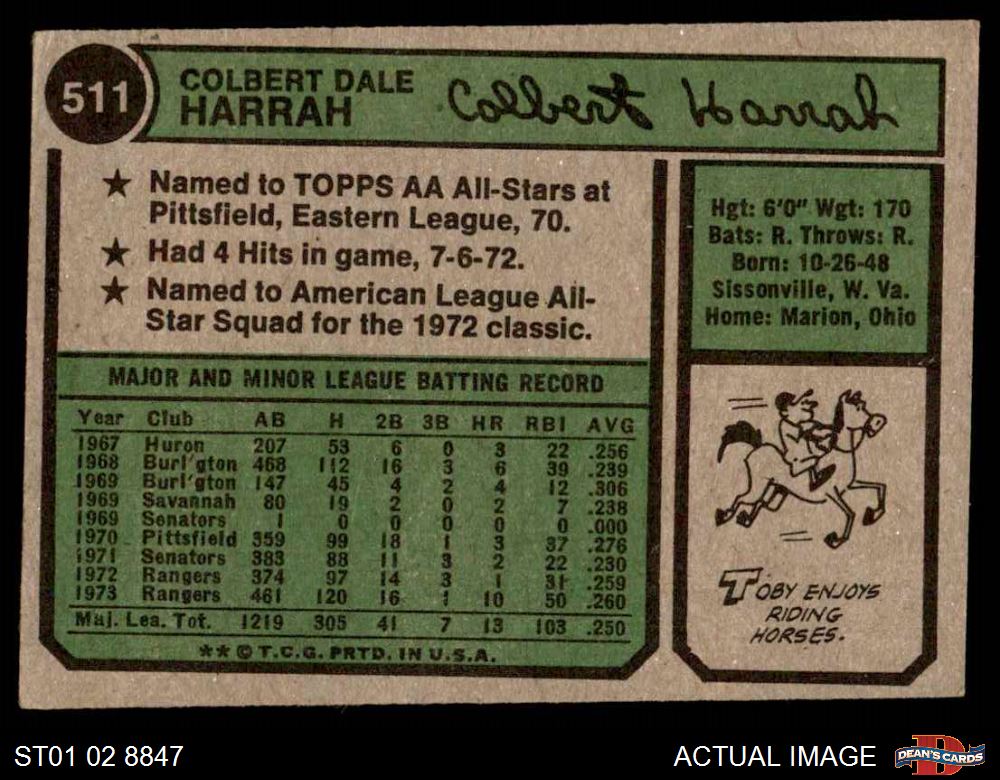 511
COLBERT DALE
HARRAH
Colbert Harrah
★ Named to TOPPS AA All-Stars at
Pittsfield, Eastern League, 70.
★ Had 4 Hits in game, 7-6-72.
★ Named to American League All-
Star Squad for the 1972 classic.
Hgt: 6'0" Wgt: 170
Bats: R. Throws: R.
Born: 10-26-48
Sissonville, W. Va.
Home: Marion, Ohio
MAJOR AND MINOR LEAGUE BATTING RECORD
Year Club AB H 2B 3B HR RBI AVG
1967 Huron 207 53 6 0 3 22 .256
1968 Burl'gton 468 112 16 3 6 39 .239
1969 Burl'gton 147 45 4 2 4 12 .306
1969 Savannah 80 19 2 0 2 7 .238
1969 Senators 1 0 0 0 0 0 .000
1970 Pittsfield 359 99 18 1 3 37 .276
1971 Senators 383 88 11 3 2 22 .230
1972 Rangers 374 97 14 3 1 31 .259
1973 Rangers 461 120 16 1 10 50 .260
Maj. Lea. Tot. 1219 305 41 7 13 103 .250
** © T.C.G. PRTD. IN U.S.A.
TOBY ENJOYS
RIDING
HORSES.
ST01 02 8847
ACTUAL IMAGE
D
DEAN'S CARDS